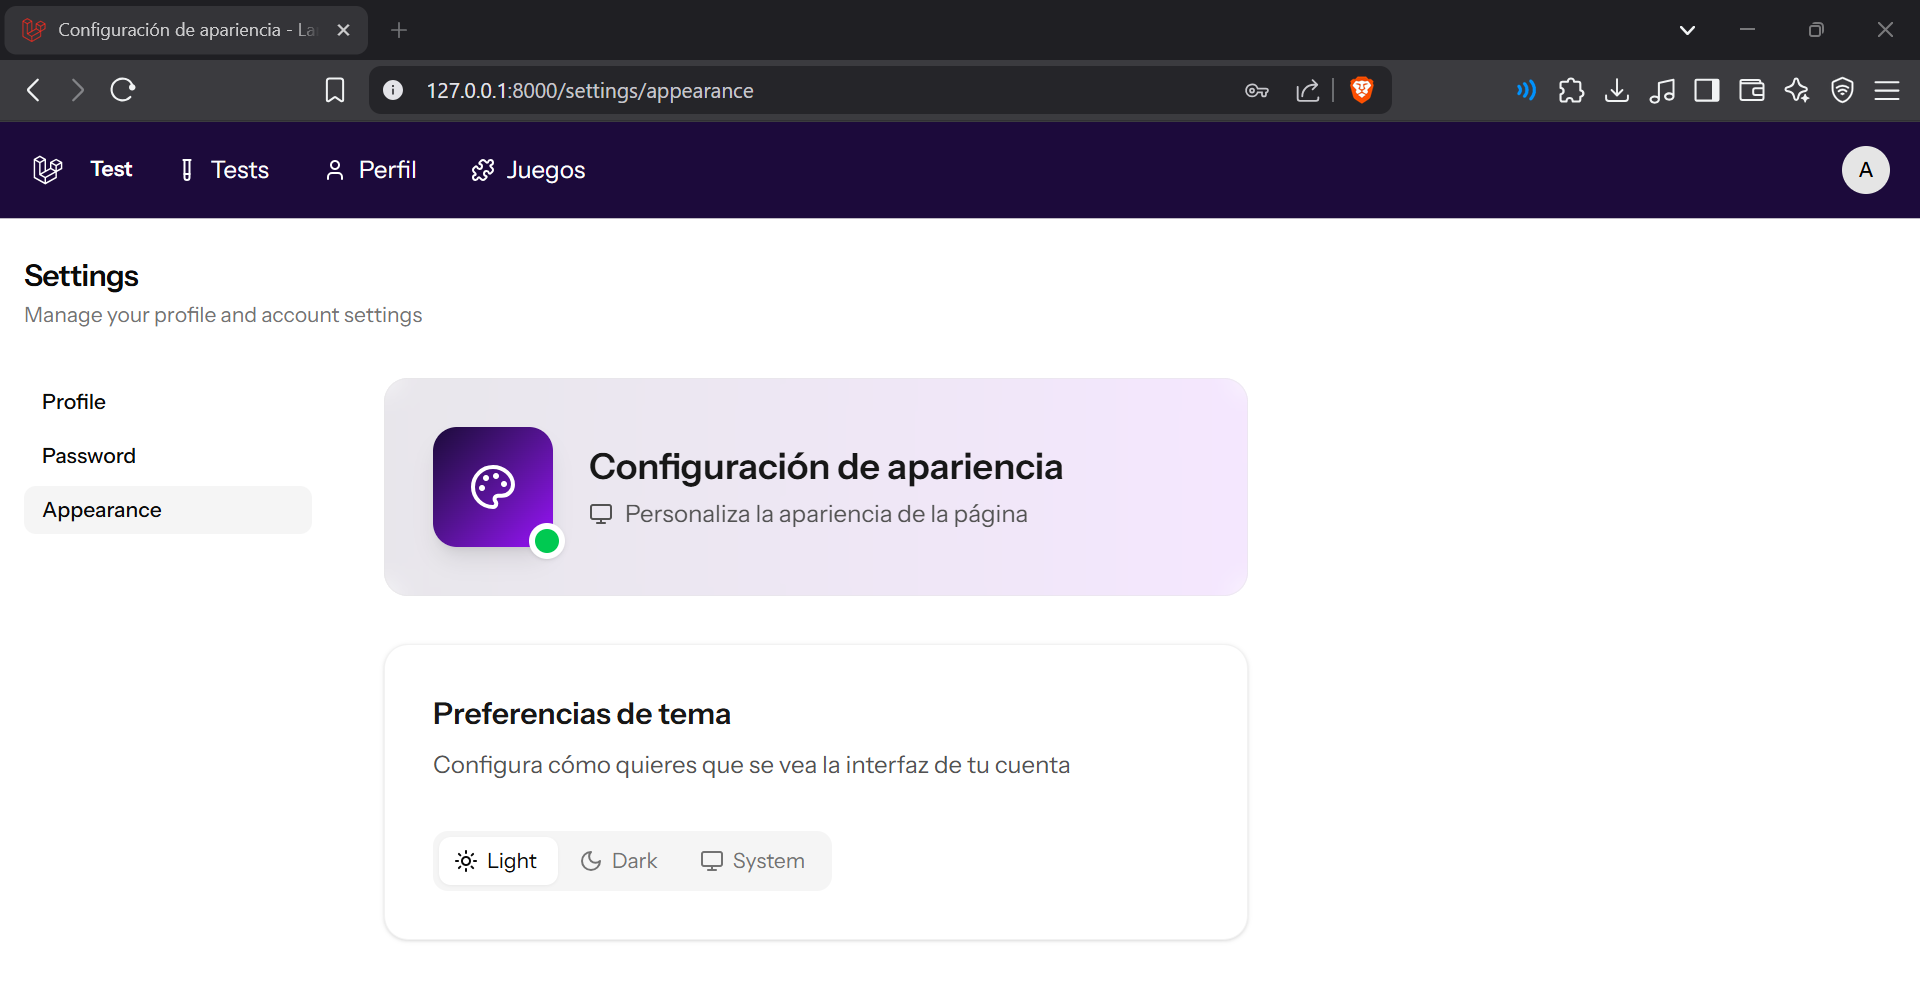 Configuración de apariencia - La
127.0.0.1:8000/settings/appearance
Test
Tests
Perfil
Juegos
A
Settings
Manage your profile and account settings
Profile
Password
Appearance
Configuración de apariencia
Personaliza la apariencia de la página
Preferencias de tema
Configura cómo quieres que se vea la interfaz de tu cuenta
Light
Dark
System